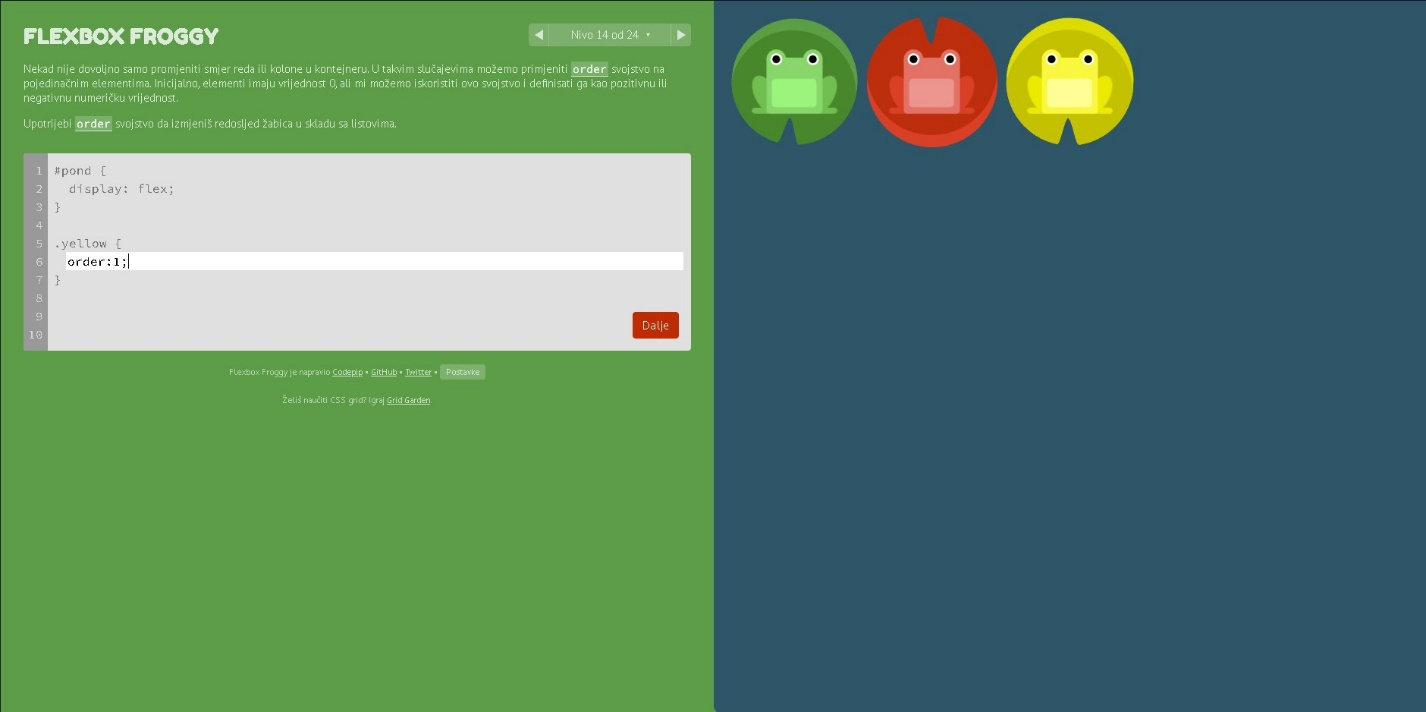 FLEXBOX FROGGY
Nivo 14 od 24
Nekad nije dovoljno samo promjeniti smjer reda ili kolone u kontejneru. U takvim slučajevima možemo primjeniti order svojstvo na
pojedinačnim elementima. Inicijalno, elementi imaju vrijednost 0, ali mi možemo iskoristiti ovo svojstvo i definisati ga kao pozitivnu ili
negativnu numeričku vrijednost.
Upotrijebi order svojstvo da izmjeniš redosljed žabica u skladu sa listovima.
1 #pond {
2 display: flex;
3 }
4
5 .yellow {
6 order:1;
7 }
8
9
10
Dalje
Flexbox Froggy je napravio Codepip • GitHub • Twitter • Postavke
Želiš naučiti CSS grid? Igraj Grid Garden.